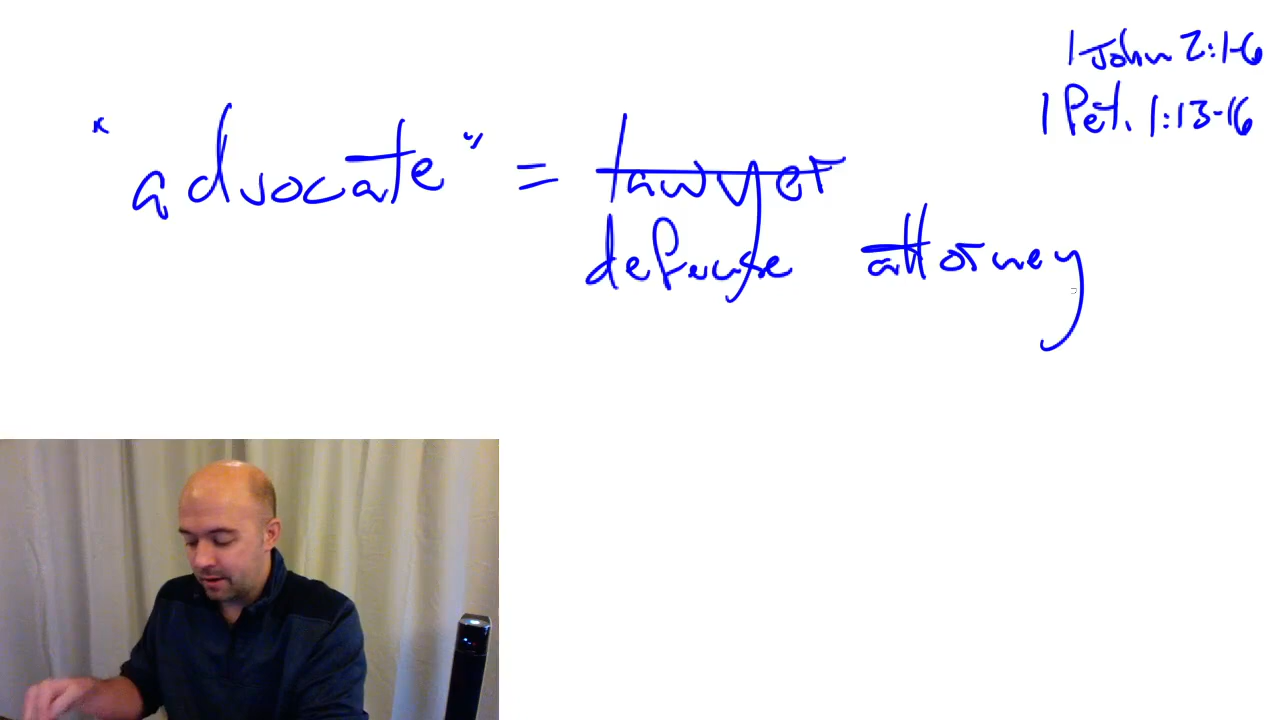 1 John 2:1-6
1 Pet. 1:13-16
"advocate" = lawyer
defense attorney